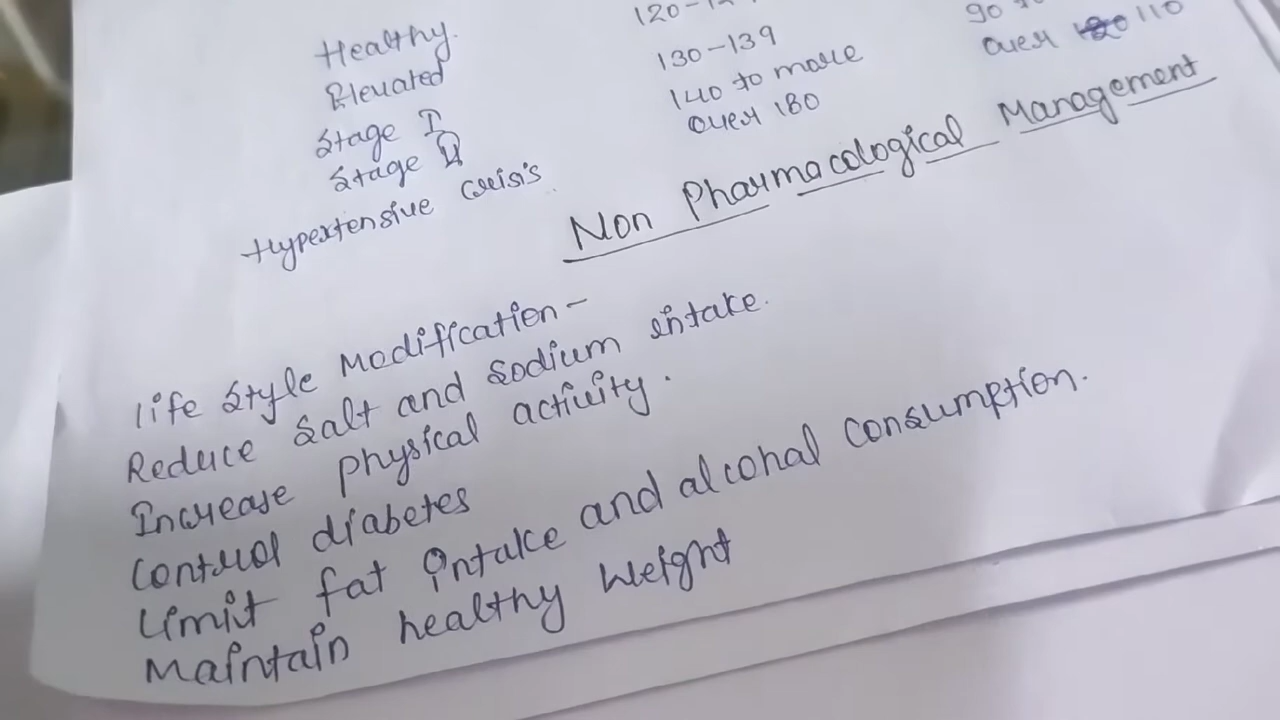 Healthy.
Elevated 120-12
Stage I 130-139
Stage II 140 to more 90
Hypertensive crisis over 180 over 110
Non Pharmacological Management
life style Modification-
Reduce salt and sodium intake.
Increase physical activity.
Control diabetes
Limit fat intake and alcohal consumption.
Maintain healthy weight